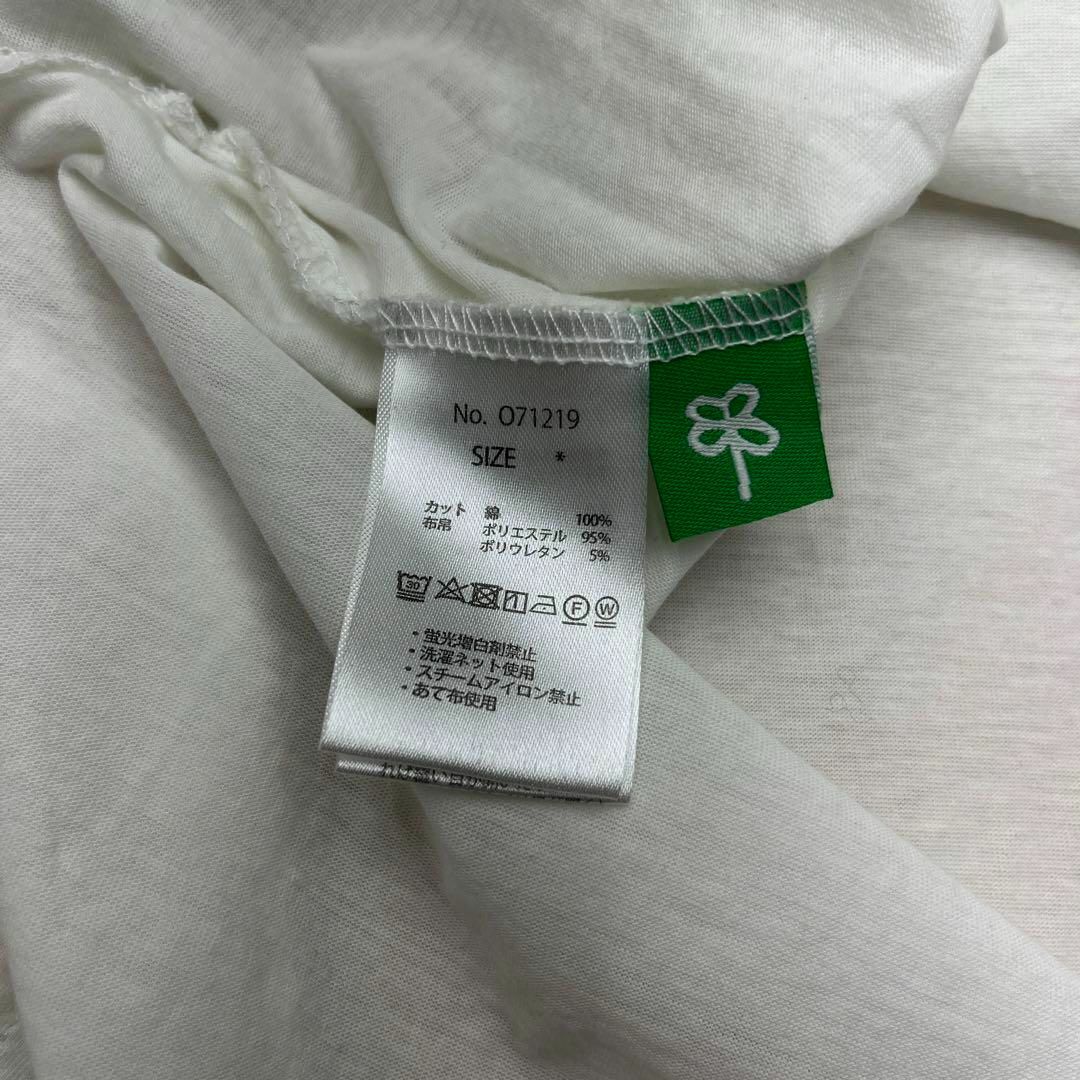 No. O71219
SIZE *
カット 綿 100%
布帛 ポリエステル 95%
ポリウレタン 5%
30 F W
・蛍光増白剤禁止
・洗濯ネット使用
・スチームアイロン禁止
・あて布使用